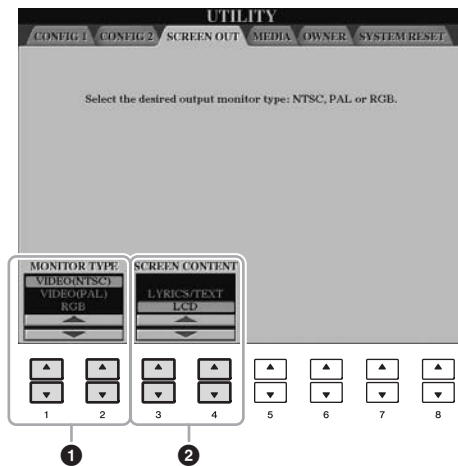 UTILITY
CONFIG 1 CONFIG 2 SCREEN OUT MEDIA OWNER SYSTEM RESET
Select the desired output monitor type: NTSC, PAL or RGB.
MONITOR TYPE SCREEN CONTENT
VIDEO(NTSC)
VIDEO(PAL) LYRICS/TEXT
RGB LCD
1 2 3 4 5 6 7 8
1 2